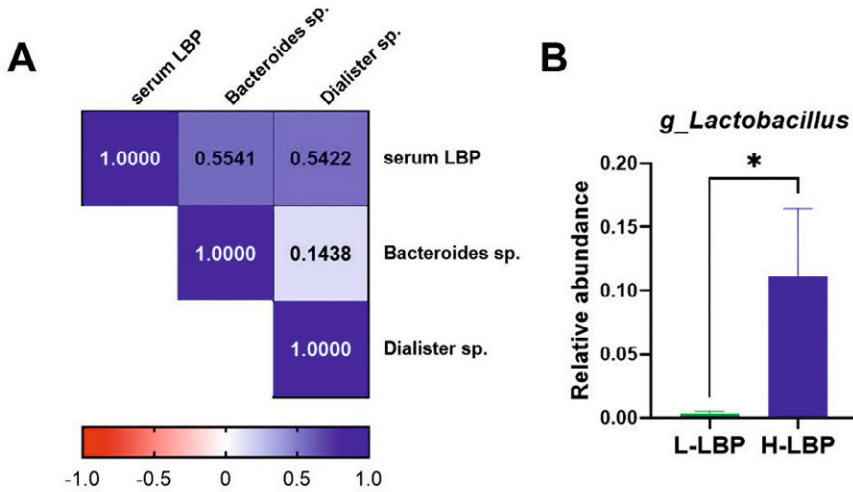 A
serum LBP
Bacteroides sp.
Dialister sp.
1.0000 0.5541 0.5422 serum LBP
1.0000 0.1438 Bacteroides sp.
1.0000 Dialister sp.
-1.0 -0.5 0 0.5 1.0
B
g_Lactobacillus
*
Relative abundance
0.20
0.15
0.10
0.05
0.00
L-LBP H-LBP